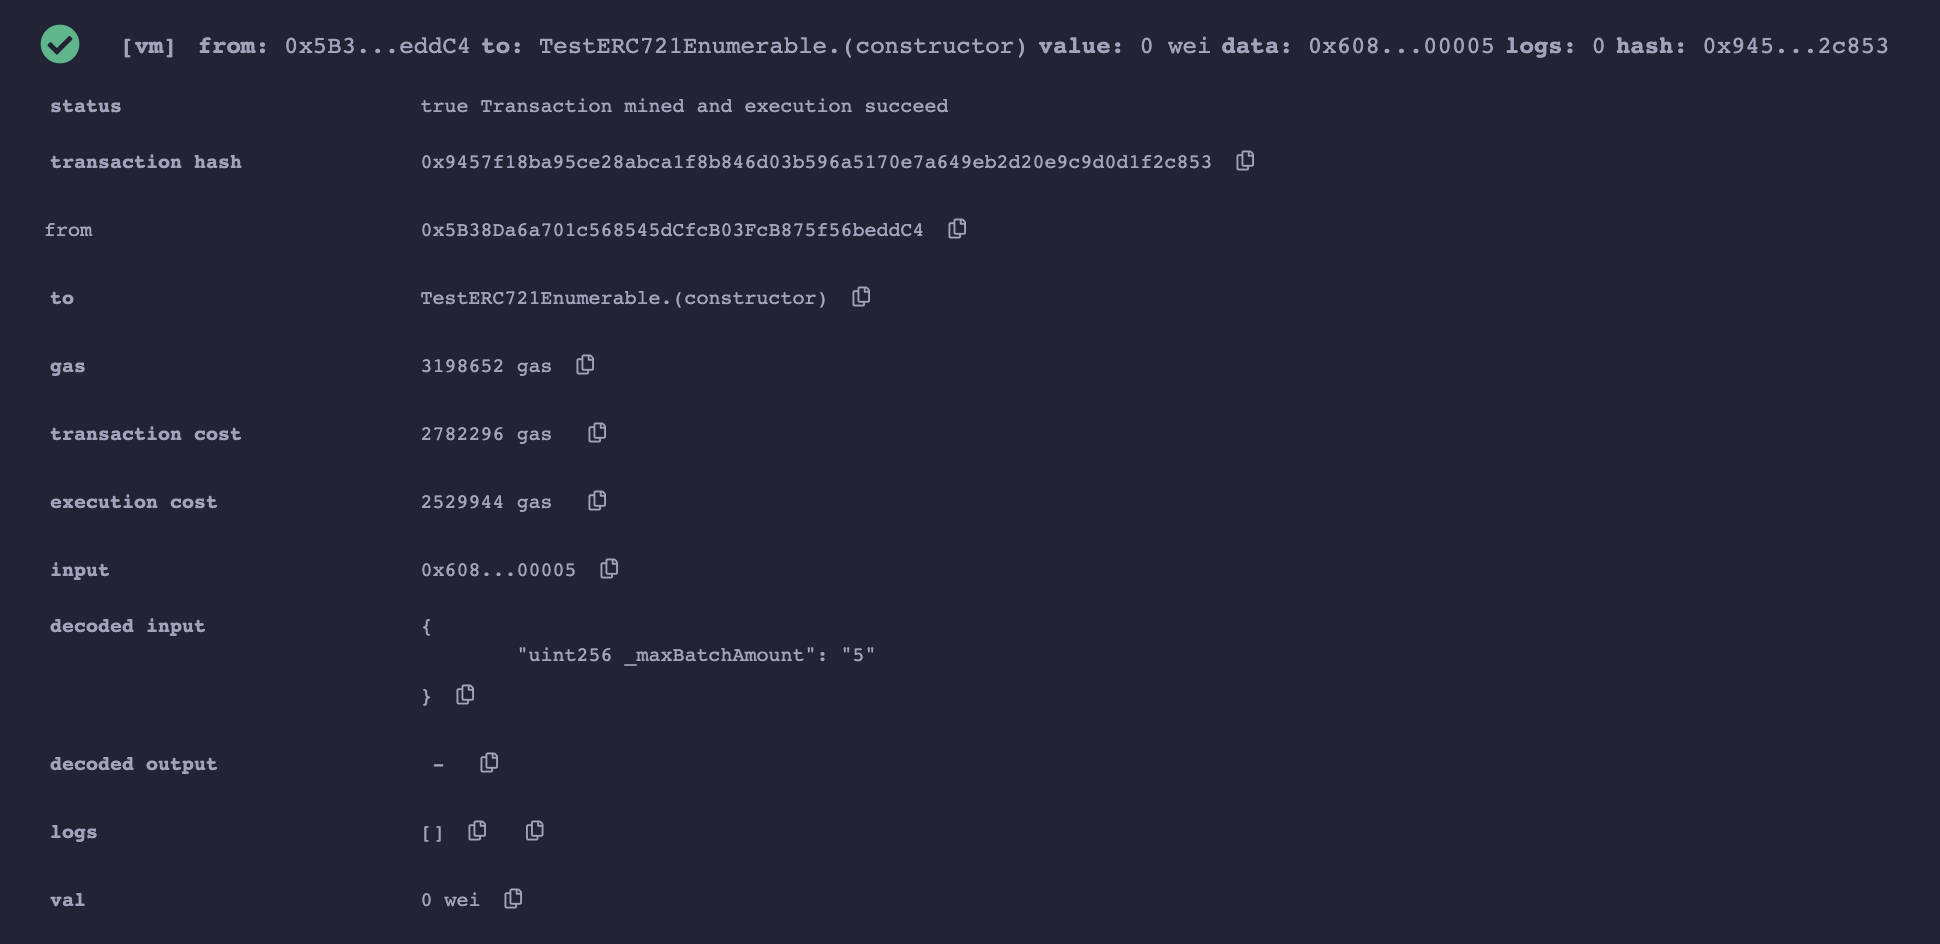 [vm] from: 0x5B3...eddC4 to: TestERC721Enumerable.(constructor) value: 0 wei data: 0x608...00005 logs: 0 hash: 0x945...2c853
status true Transaction mined and execution succeed
transaction hash 0x9457f18ba95ce28abca1f8b846d03b596a5170e7a649eb2d20e9c9d0d1f2c853
from 0x5B38Da6a701c568545dCfcB03FcB875f56beddC4
to TestERC721Enumerable.(constructor)
gas 3198652 gas
transaction cost 2782296 gas
execution cost 2529944 gas
input 0x608...00005
decoded input {
"uint256 _maxBatchAmount": "5"
}
decoded output -
logs []
val 0 wei